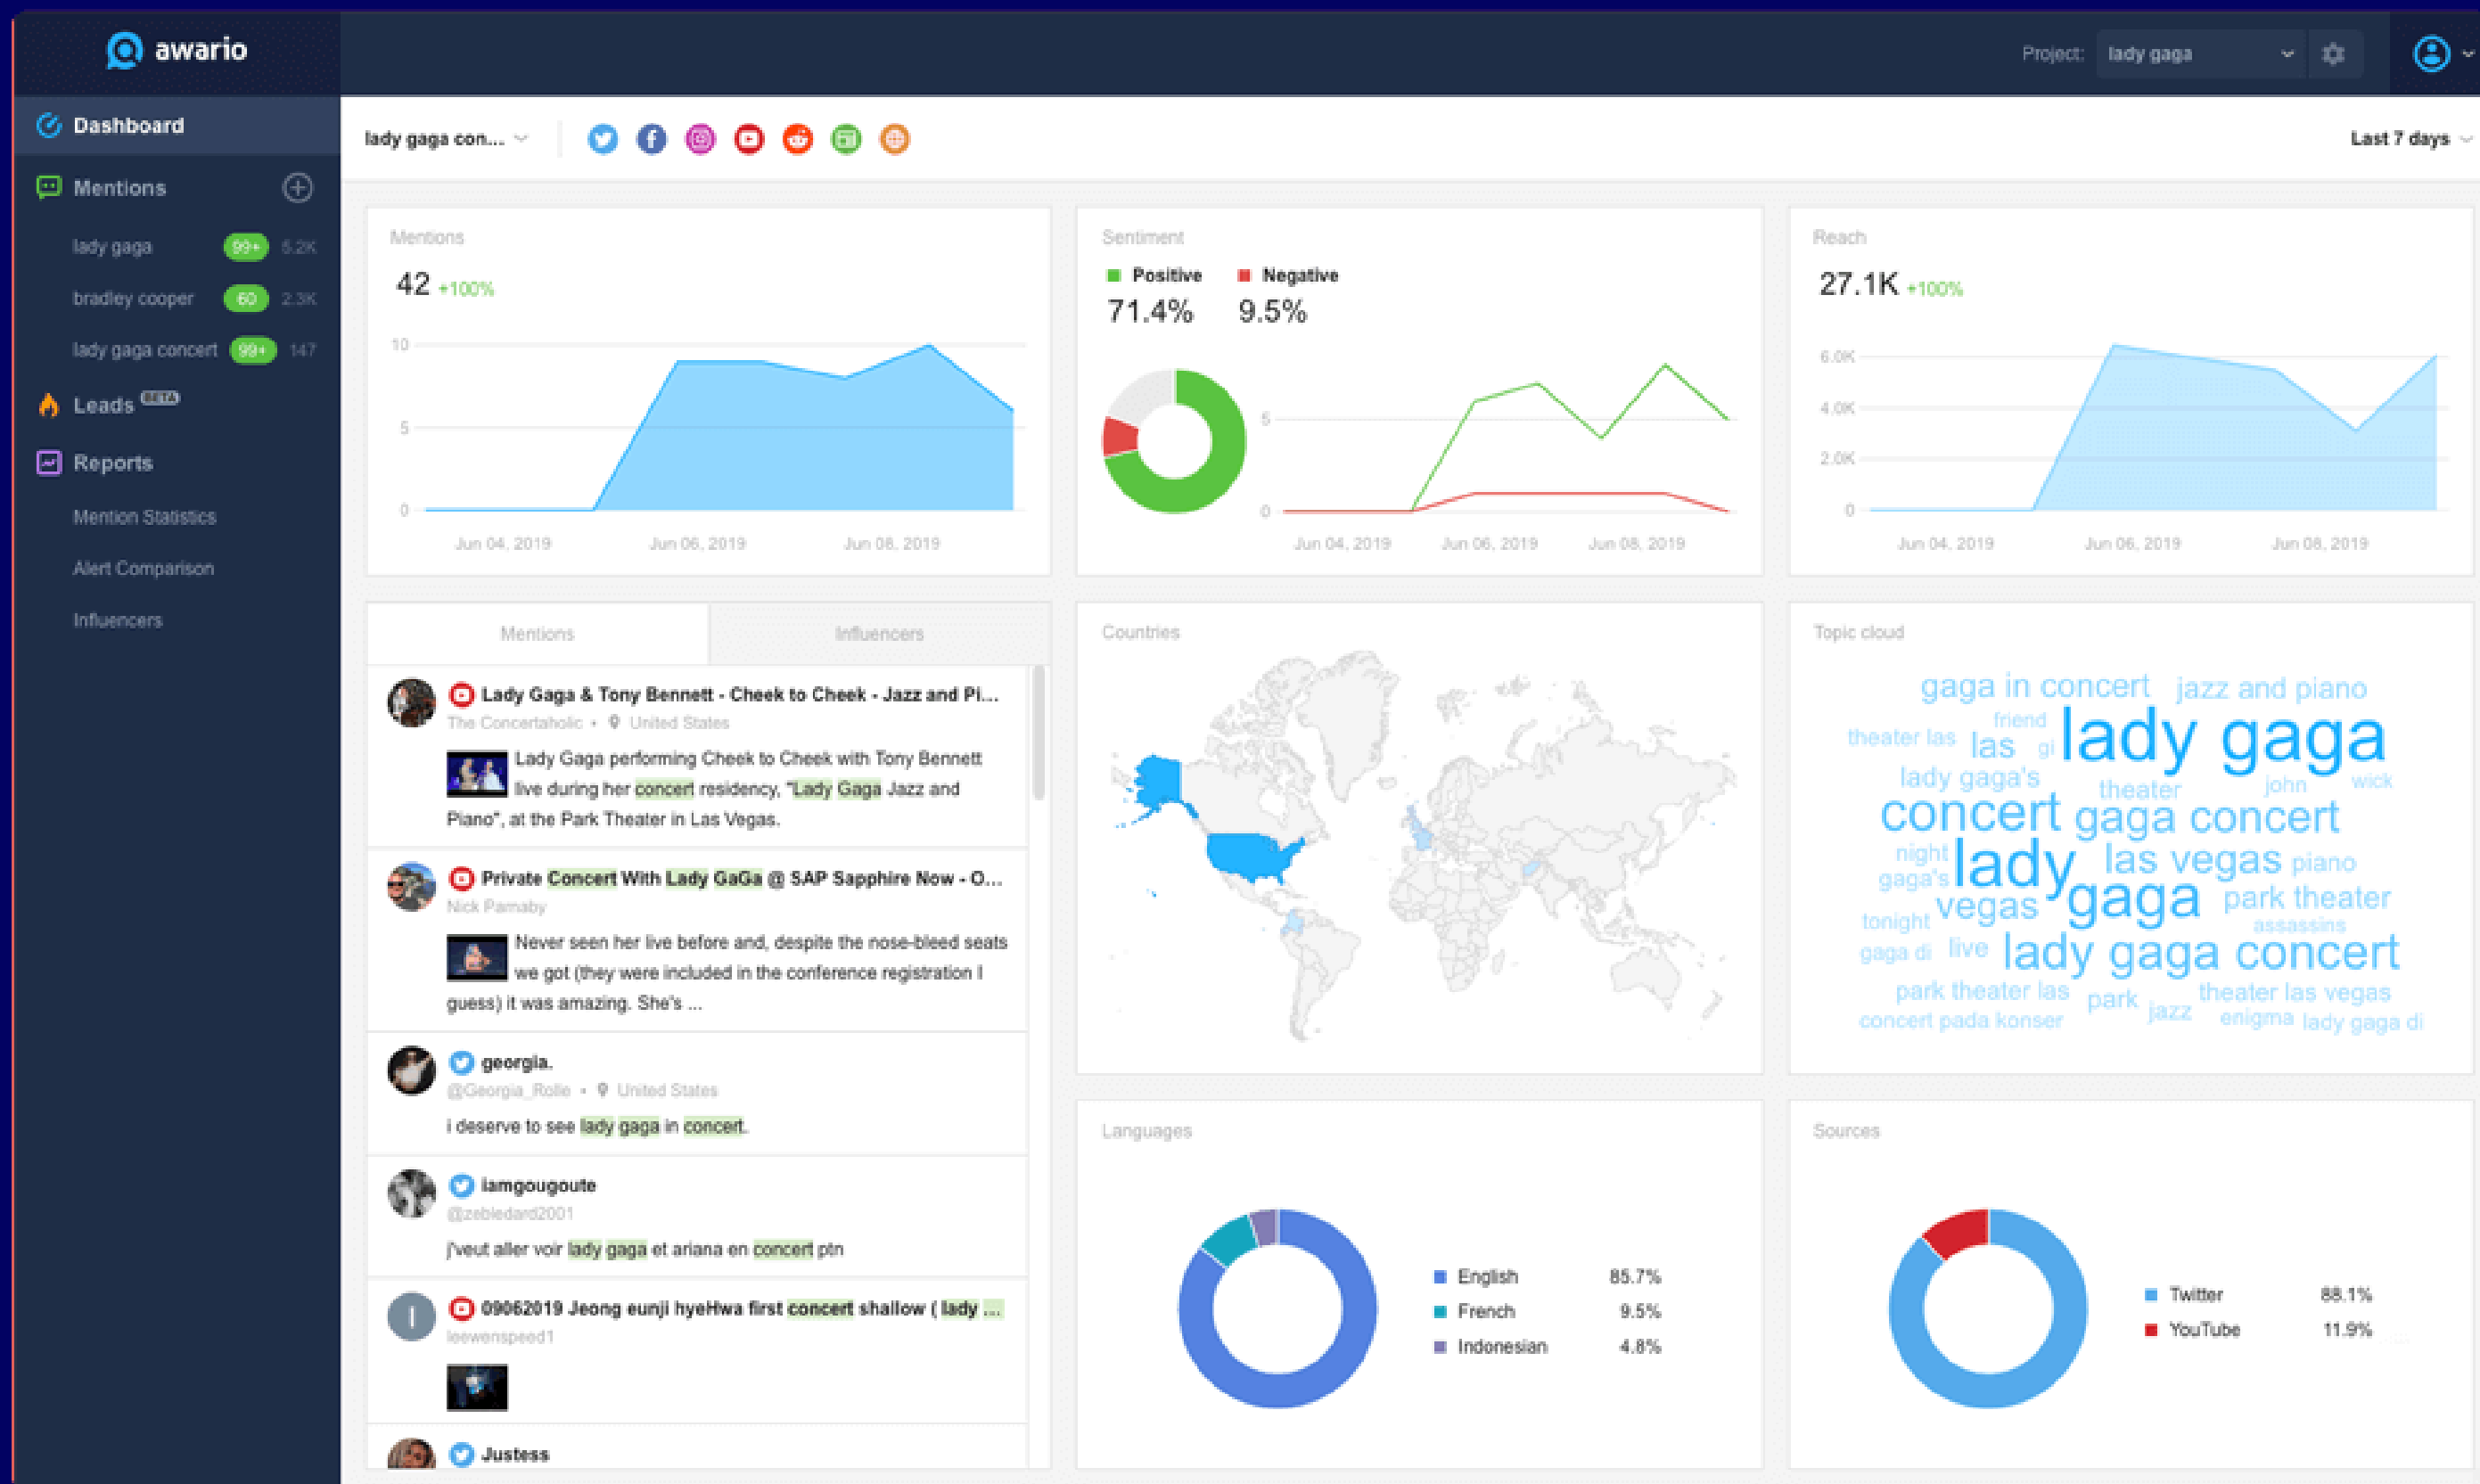 awario
Project: lady gaga
Dashboard
Mentions
lady gaga 99+ 5.2K
bradley cooper 60 2.3K
lady gaga concert 99+ 147
Leads BETA
Reports
Mention Statistics
Alert Comparison
Influencers
lady gaga con...
Last 7 days
Mentions
42 +100%
10
5
0
Jun 04, 2019 Jun 06, 2019 Jun 08, 2019
Sentiment
Positive Negative
71.4% 9.5%
5
0
Jun 04, 2019 Jun 06, 2019 Jun 08, 2019
Reach
27.1K +100%
6.0K
4.0K
2.0K
0
Jun 04, 2019 Jun 06, 2019 Jun 08, 2019
Mentions Influencers
Lady Gaga & Tony Bennett - Cheek to Cheek - Jazz and Pi...
The Concertaholic • United States
Lady Gaga performing Cheek to Cheek with Tony Bennett
live during her concert residency, "Lady Gaga Jazz and
Piano", at the Park Theater in Las Vegas.
Private Concert With Lady GaGa @ SAP Sapphire Now - O...
Nick Parnaby
Never seen her live before and, despite the nose-bleed seats
we got (they were included in the conference registration I
guess) it was amazing. She's ...
georgia.
@Georgia_Rolle • United States
i deserve to see lady gaga in concert.
iamgougoute
@zebledard2001
j'veut aller voir lady gaga et ariana en concert ptn
I
09062019 Jeong eunji hyeHwa first concert shallow ( lady ...
leewenspeed1
Justess
Countries
Topic cloud
gaga in concert jazz and piano
friend
theater las las gi lady gaga
lady gaga's theater john wick
concert gaga concert
night lady las vegas piano
gaga's
vegas gaga park theater
tonight assassins
gaga di live lady gaga concert
park theater las park theater las vegas
concert pada konser jazz enigma lady gaga di
Languages
English 85.7%
French 9.5%
Indonesian 4.8%
Sources
Twitter 88.1%
YouTube 11.9%